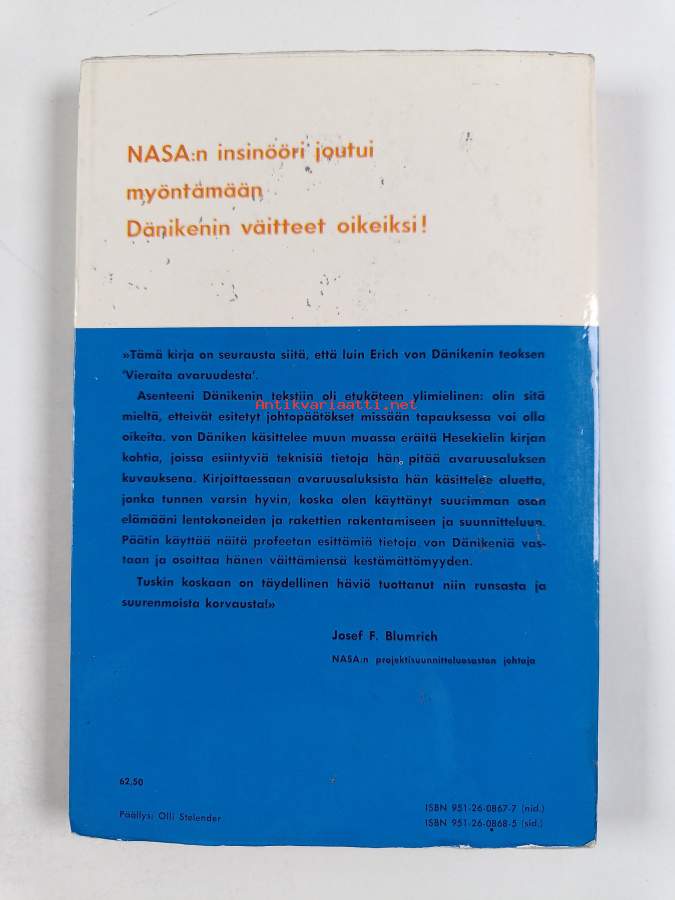 NASA:n insinööri joutui
myöntämään
Dänikenin väitteet oikeiksi!
»Tämä kirja on seurausta siitä, että luin Erich von Dänikenin teoksen
'Vieraita avaruudesta'.
Asenteeni Dänikenin tekstiin oli etukäteen ylimielinen: olin sitä
Antikvariaatti.net
mieltä, etteivät esitetyt johtopäätökset missään tapauksessa voi olla
oikeita. von Däniken käsittelee muun muassa eräitä Hesekielin kirjan
kohtia, joissa esiintyviä teknisiä tietoja hän pitää avaruusaluksen
kuvauksena. Kirjoittaessaan avaruusaluksista hän käsittelee aluetta,
jonka tunnen varsin hyvin, koska olen käyttänyt suurimman osan
elämääni lentokoneiden ja rakettien rakentamiseen ja suunnitteluun.
Päätin käyttää näitä profeetan esittämiä tietoja von Dänikeniä vas-
taan ja osoittaa hänen väittämiensä kestämättömyyden.
Tuskin koskaan on täydellinen häviö tuottanut niin runsasta ja
suurenmoista korvausta!»
Josef F. Blumrich
NASA:n projektisuunnitteluosaston johtaja
62,50
Päällys: Olli Stelander
ISBN 951-26-0867-7 (nid.)
ISBN 951-26-0868-5 (sid.)